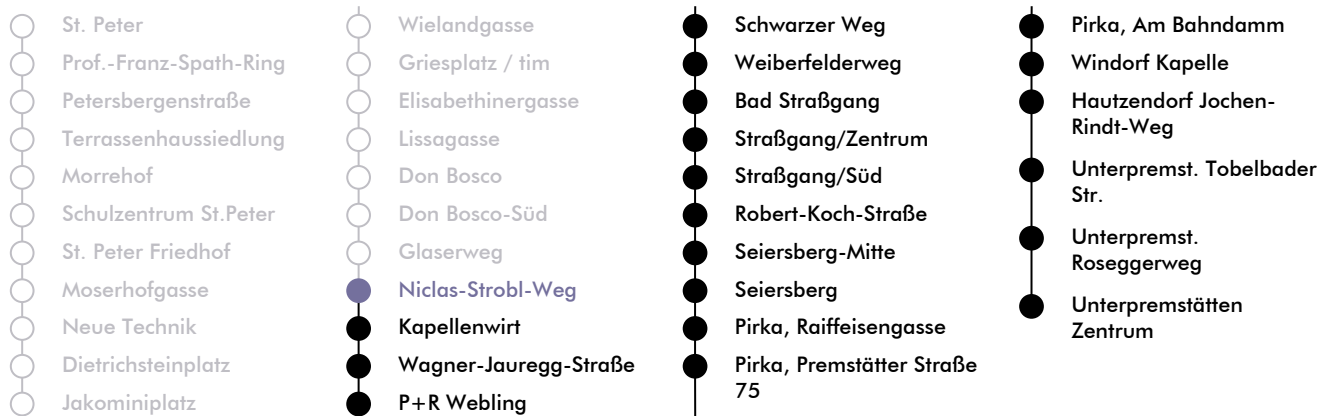 St. Peter
Prof.-Franz-Spath-Ring
Petersbergenstraße
Terrassenhaussiedlung
Morrehof
Schulzentrum St.Peter
St. Peter Friedhof
Moserhofgasse
Neue Technik
Dietrichsteinplatz
Jakominiplatz
Wielandgasse
Griesplatz / tim
Elisabethinergasse
Lissagasse
Don Bosco
Don Bosco-Süd
Glaserweg
Niclas-Strobl-Weg
Kapellenwirt
Wagner-Jauregg-Straße
P+R Webling
Schwarzer Weg
Weiberfelderweg
Bad Straßgang
Straßgang/Zentrum
Straßgang/Süd
Robert-Koch-Straße
Seiersberg-Mitte
Seiersberg
Pirka, Raiffeisengasse
Pirka, Premstätter Straße
75
Pirka, Am Bahndamm
Windorf Kapelle
Hautzendorf Jochen-
Rindt-Weg
Unterpremst. Tobelbader
Str.
Unterpremst.
Roseggerweg
Unterpremstätten
Zentrum